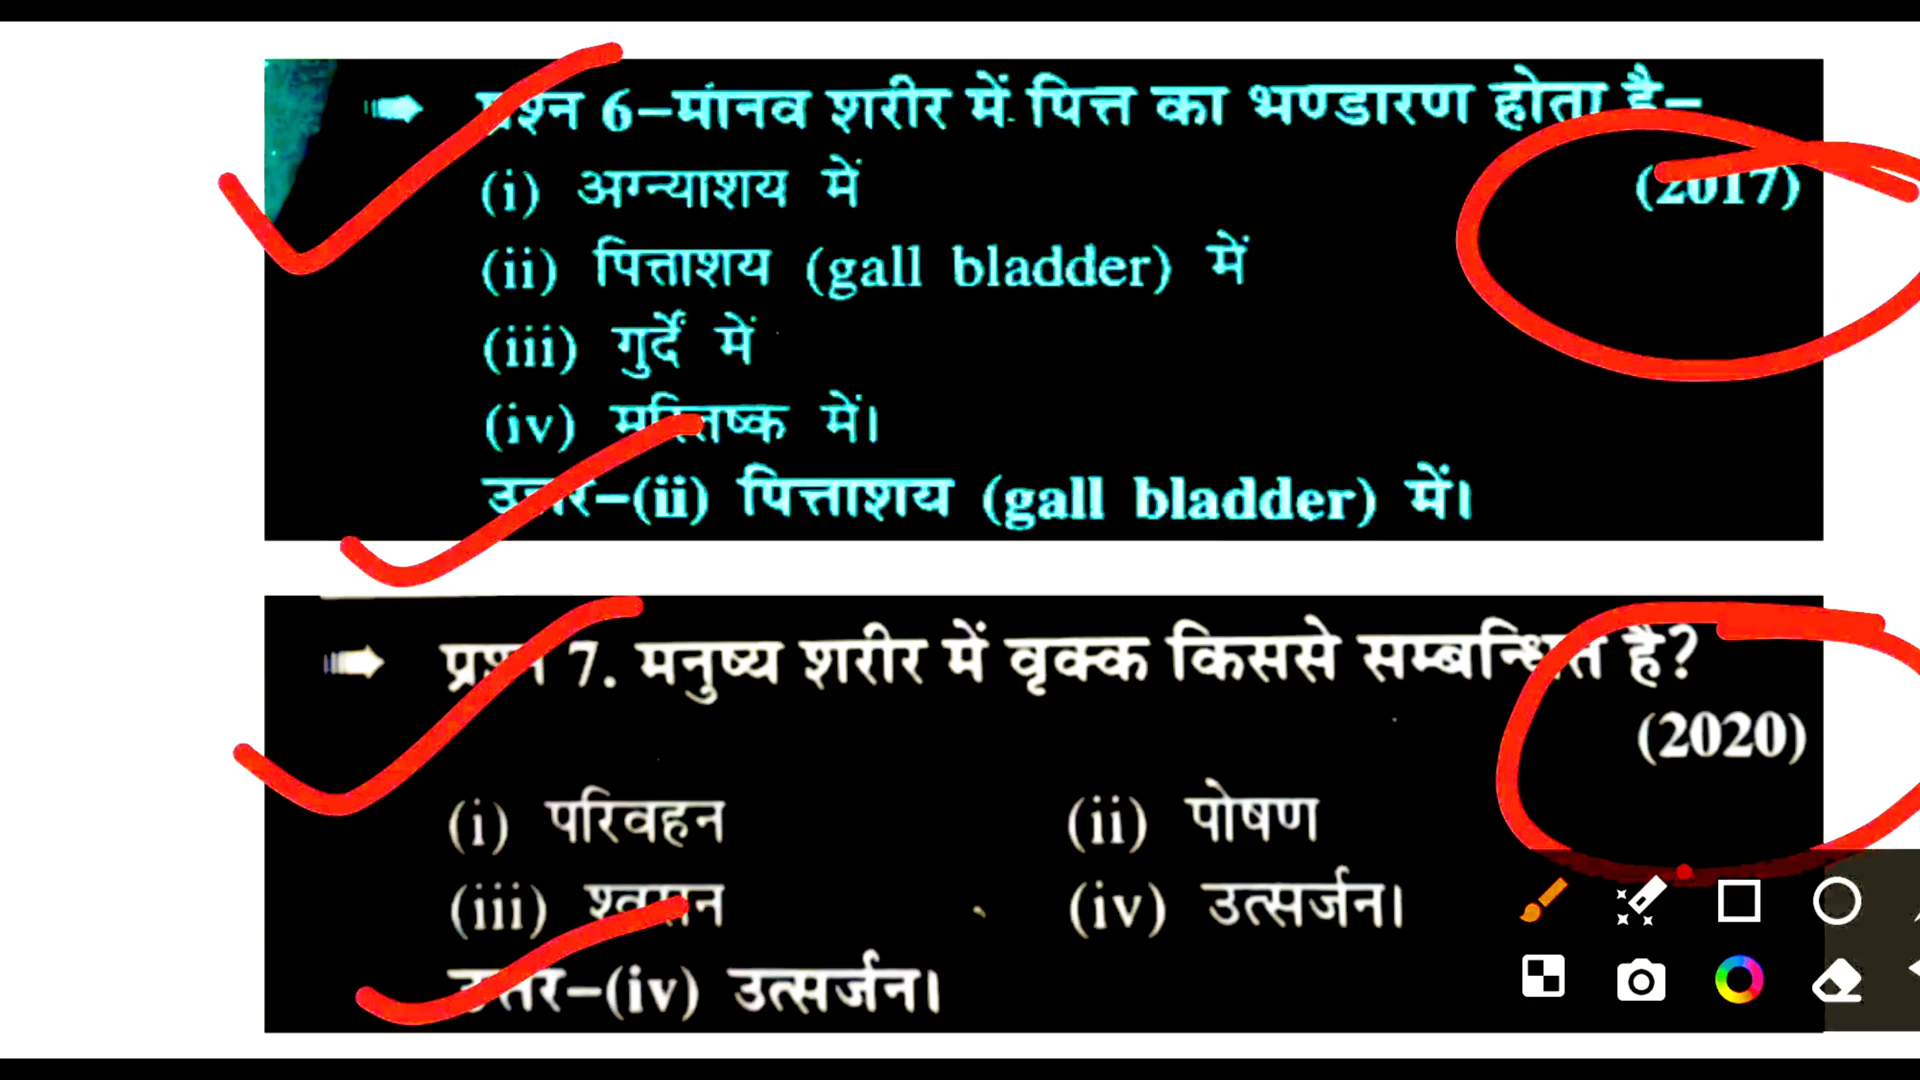 प्रश्न 6–मानव शरीर में पित्त का भण्डारण होता है–
(i) अग्न्याशय में (2017)
(ii) पित्ताशय (gall bladder) में
(iii) गुर्दें में
(iv) मस्तिष्क में।
उत्तर–(ii) पित्ताशय (gall bladder) में।
प्रश्न 7. मनुष्य शरीर में वृक्क किससे सम्बन्धित है?
(2020)
(i) परिवहन (ii) पोषण
(iii) श्वसन (iv) उत्सर्जन।
उत्तर–(iv) उत्सर्जन।